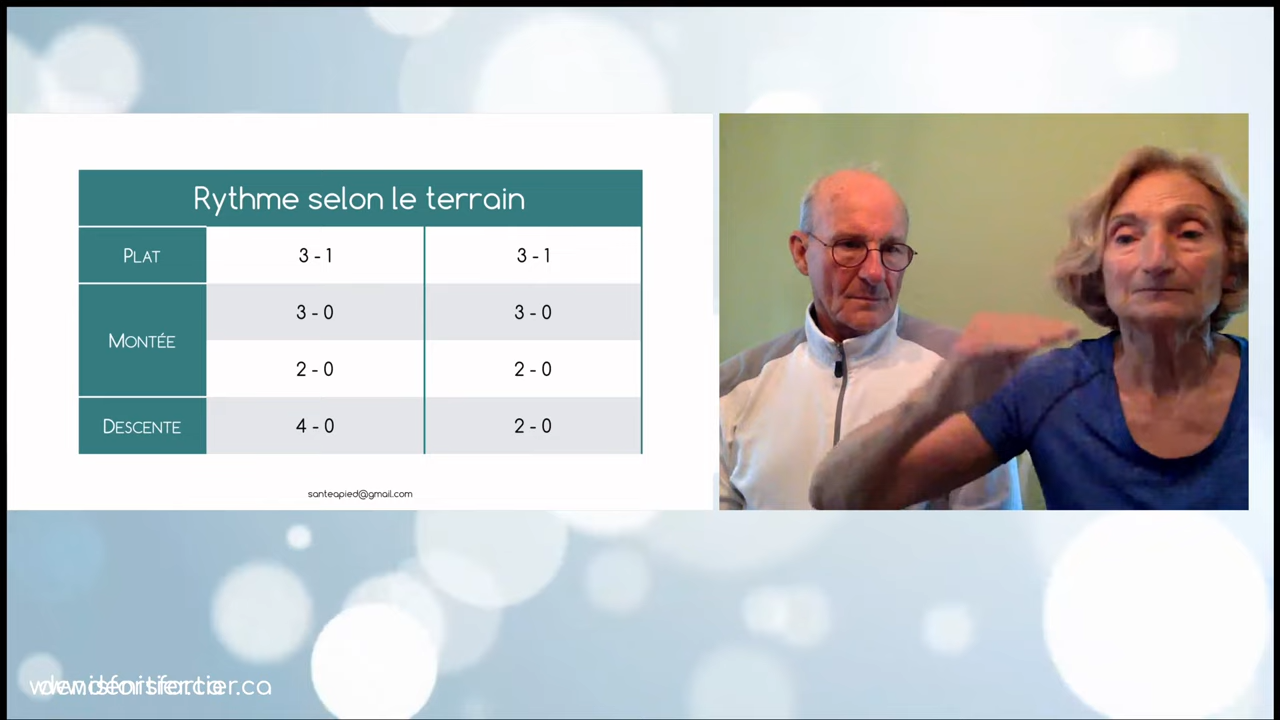 Rythme selon le terrain
PLAT 3 - 1 3 - 1
MONTÉE 3 - 0 3 - 0
2 - 0 2 - 0
DESCENTE 4 - 0 2 - 0
santeapied@gmail.com